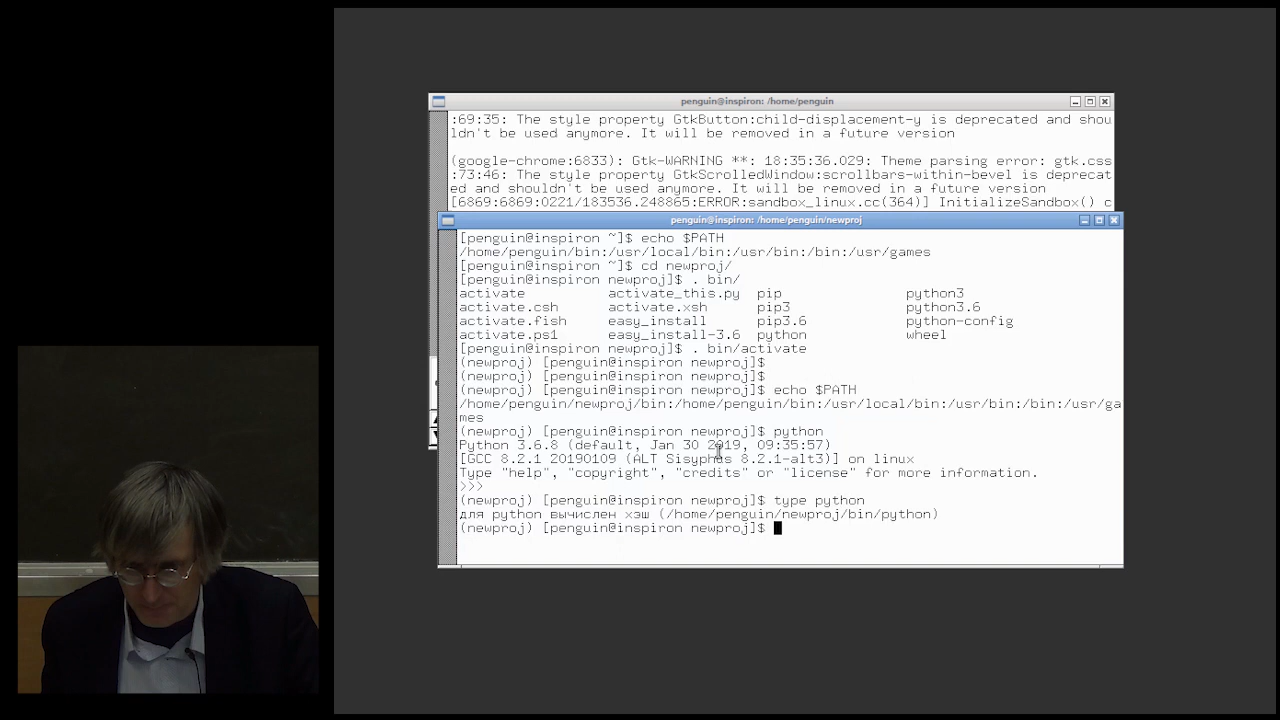 penguin@inspiron: /home/penguin
:69:35: The style property GtkButton:child-displacement-y is deprecated and shou
ldn't be used anymore. It will be removed in a future version
(google-chrome:6833): Gtk-WARNING **: 18:35:36.029: Theme parsing error: gtk.css
:73:46: The style property GtkScrolledWindow:scrollbars-within-bevel is deprecat
ed and shouldn't be used anymore. It will be removed in a future version
[6869:6869:0221/183536.248865:ERROR:sandbox_linux.cc(364)] InitializeSandbox() c
penguin@inspiron: /home/penguin/newproj
[penguin@inspiron ~]$ echo $PATH
/home/penguin/bin:/usr/local/bin:/usr/bin:/bin:/usr/games
[penguin@inspiron ~]$ cd newproj/
[penguin@inspiron newproj]$ . bin/
activate activate_this.py pip python3
activate.csh activate.xsh pip3 python3.6
activate.fish easy_install pip3.6 python-config
activate.ps1 easy_install-3.6 python wheel
[penguin@inspiron newproj]$ . bin/activate
(newproj) [penguin@inspiron newproj]$
(newproj) [penguin@inspiron newproj]$
(newproj) [penguin@inspiron newproj]$ echo $PATH
/home/penguin/newproj/bin:/home/penguin/bin:/usr/local/bin:/usr/bin:/bin:/usr/ga
mes
(newproj) [penguin@inspiron newproj]$ python
Python 3.6.8 (default, Jan 30 2019, 09:35:57)
[GCC 8.2.1 20190109 (ALT Sisyphus 8.2.1-alt3)] on linux
Type "help", "copyright", "credits" or "license" for more information.
>>>
(newproj) [penguin@inspiron newproj]$ type python
для python вычислен хэш (/home/penguin/newproj/bin/python)
(newproj) [penguin@inspiron newproj]$